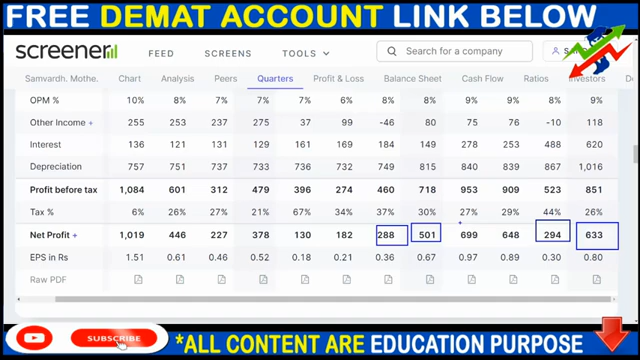 FREE DEMAT ACCOUNT LINK BELOW
screener
FEED SCREENS TOOLS
Search for a company
Samvardh. Mothe. Chart Analysis Peers Quarters Profit & Loss Balance Sheet Cash Flow Ratios Investors
OPM % 10% 8% 7% 7% 7% 6% 8% 8% 9% 9% 8% 9%
Other Income + 255 253 237 275 37 99 -46 80 75 76 -10 118
Interest 136 121 131 129 161 169 184 149 278 253 488 620
Depreciation 757 751 737 733 736 732 749 815 840 839 867 1,016
Profit before tax 1,084 601 312 479 396 274 460 718 953 909 523 851
Tax % 6% 26% 27% 21% 67% 34% 37% 30% 27% 29% 44% 26%
Net Profit + 1,019 446 227 378 130 182 288 501 699 648 294 633
EPS in Rs 1.51 0.61 0.46 0.52 0.18 0.21 0.36 0.67 0.97 0.89 0.30 0.80
Raw PDF
SUBSCRIBE
*ALL CONTENT ARE EDUCATION PURPOSE